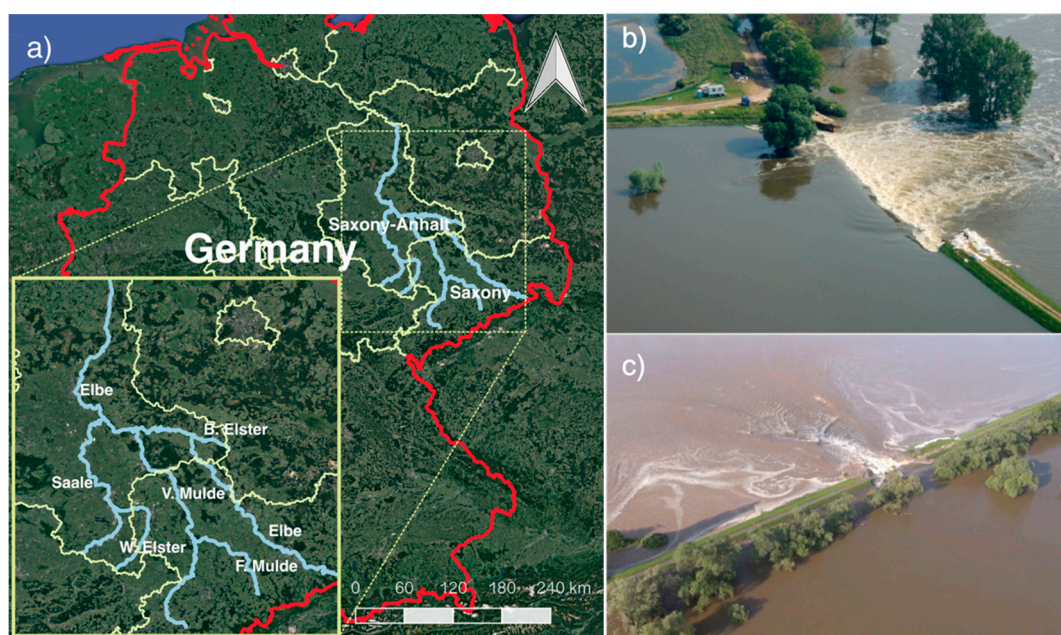 a)
Germany
Saxony-Anhalt
Saxony
Elbe
B. Elster
Saale
V. Mulde
W. Elster
Elbe
F. Mulde
0 60 120 180 240 km
b)
c)